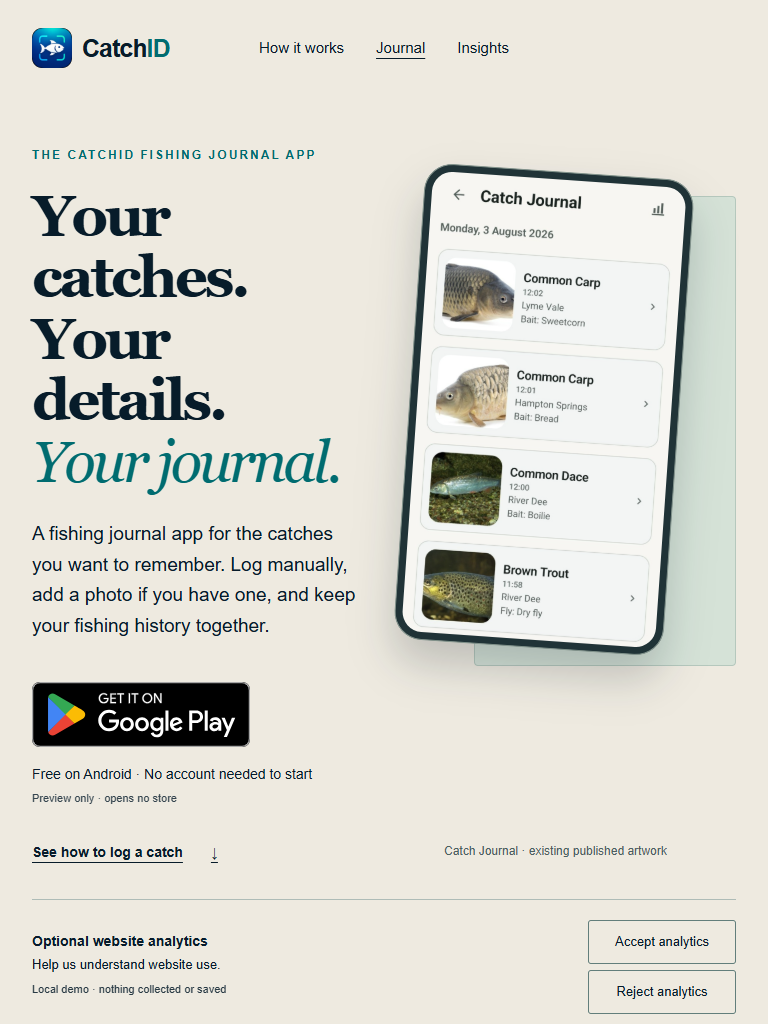 CatchID
How it works
Journal
Insights
THE CATCHID FISHING JOURNAL APP
Your
catches.
Your
details.
Your journal.
A fishing journal app for the catches
you want to remember. Log manually,
add a photo if you have one, and keep
your fishing history together.
GET IT ON
Google Play
Free on Android · No account needed to start
Preview only · opens no store
See how to log a catch ↓
← Catch Journal
Monday, 3 August 2026
Common Carp
12:02
Lyme Vale
Bait: Sweetcorn
Common Carp
12:01
Hampton Springs
Bait: Bread
Common Dace
12:00
River Dee
Bait: Boilie
Brown Trout
11:58
River Dee
Fly: Dry fly
Catch Journal · existing published artwork
Optional website analytics
Help us understand website use.
Local demo · nothing collected or saved
Accept analytics
Reject analytics